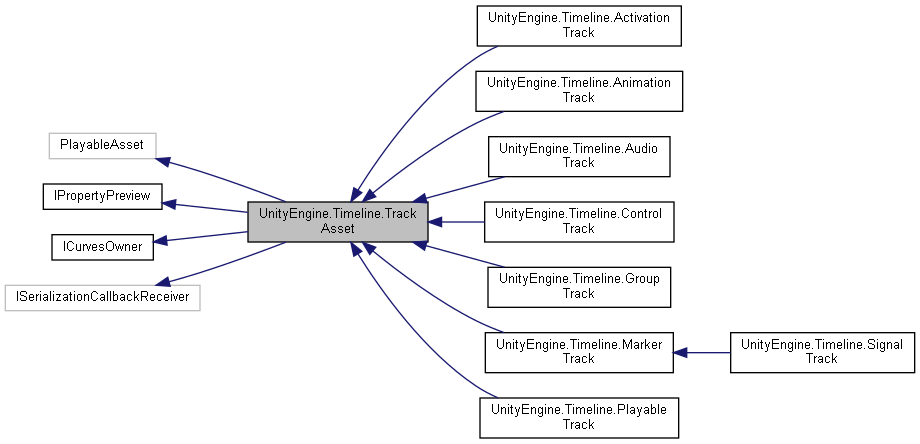 UnityEngine.Timeline.Activation
Track
UnityEngine.Timeline.Animation
Track
PlayableAsset
UnityEngine.Timeline.Audio
Track
IPropertyPreview
UnityEngine.Timeline.Track
Asset
UnityEngine.Timeline.Control
Track
ICurvesOwner
UnityEngine.Timeline.Group
Track
ISerializationCallbackReceiver
UnityEngine.Timeline.Marker
Track
UnityEngine.Timeline.Signal
Track
UnityEngine.Timeline.Playable
Track